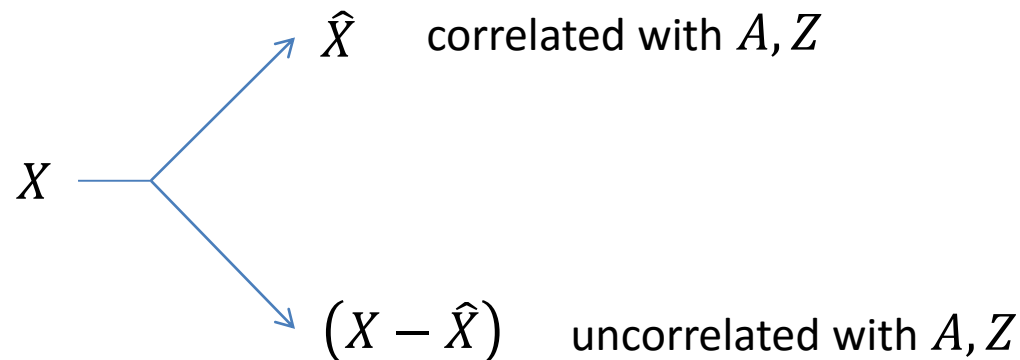 X̂ correlated with A, Z
X
(X − X̂) uncorrelated with A, Z